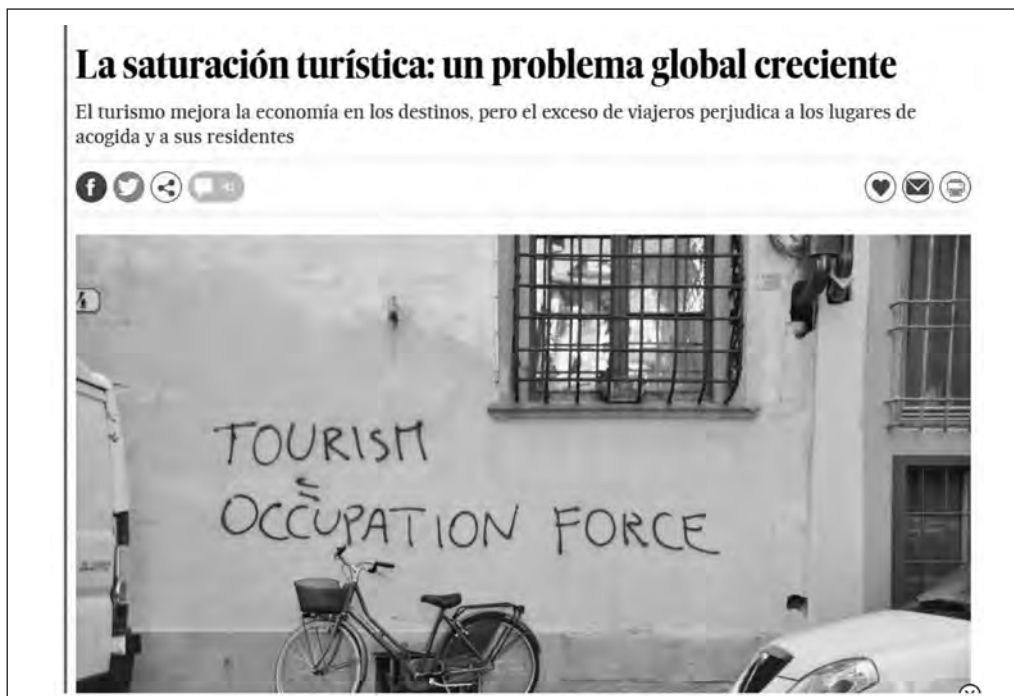 La saturación turística: un problema global creciente
El turismo mejora la economía en los destinos, pero el exceso de viajeros perjudica a los lugares de
acogida y a sus residentes
4
TOURISM
=
OCCUPATION FORCE